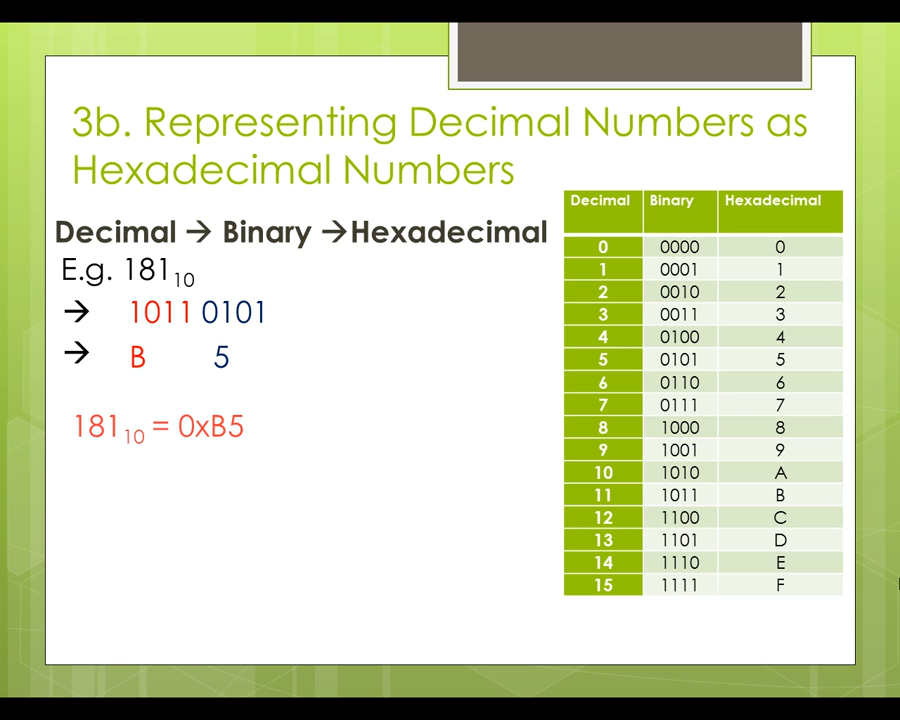 3b. Representing Decimal Numbers as
Hexadecimal Numbers
Decimal → Binary →Hexadecimal
E.g. 181₁₀
→ 1011 0101
→ B 5
181₁₀ = 0xB5
Decimal Binary Hexadecimal
0 0000 0
1 0001 1
2 0010 2
3 0011 3
4 0100 4
5 0101 5
6 0110 6
7 0111 7
8 1000 8
9 1001 9
10 1010 A
11 1011 B
12 1100 C
13 1101 D
14 1110 E
15 1111 F